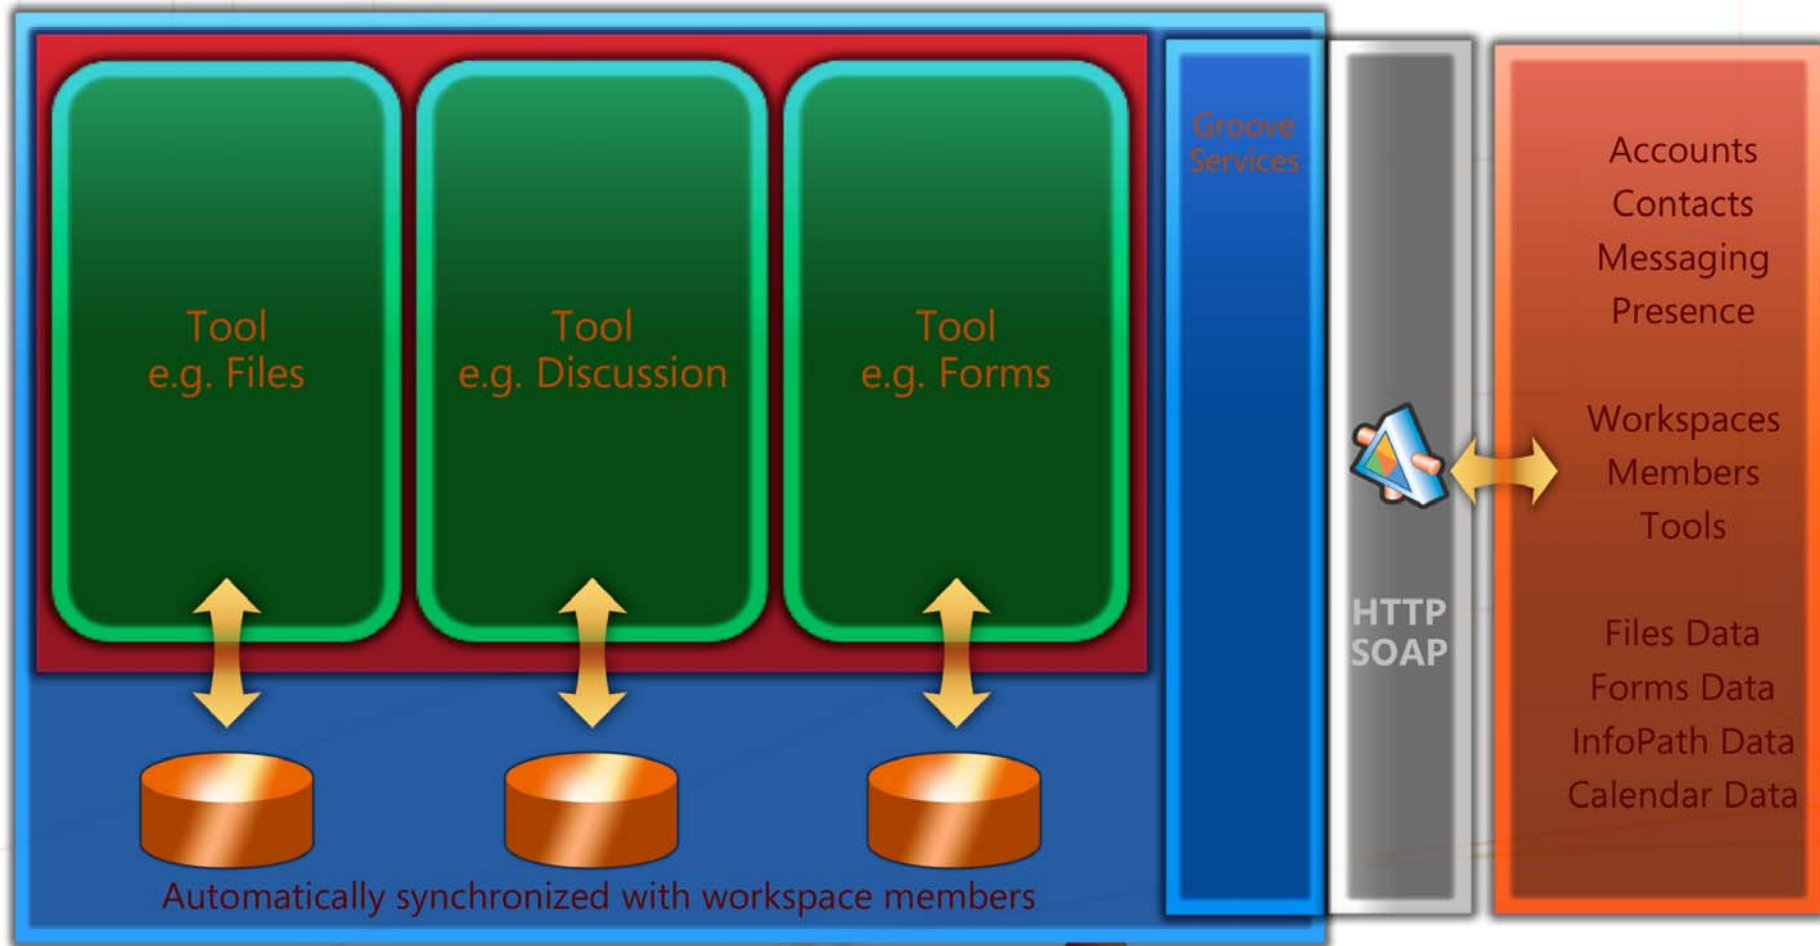 Tool
e.g. Files
Tool
e.g. Discussion
Tool
e.g. Forms
Automatically synchronized with workspace members
Groove
Services
HTTP
SOAP
Accounts
Contacts
Messaging
Presence
Workspaces
Members
Tools
Files Data
Forms Data
InfoPath Data
Calendar Data